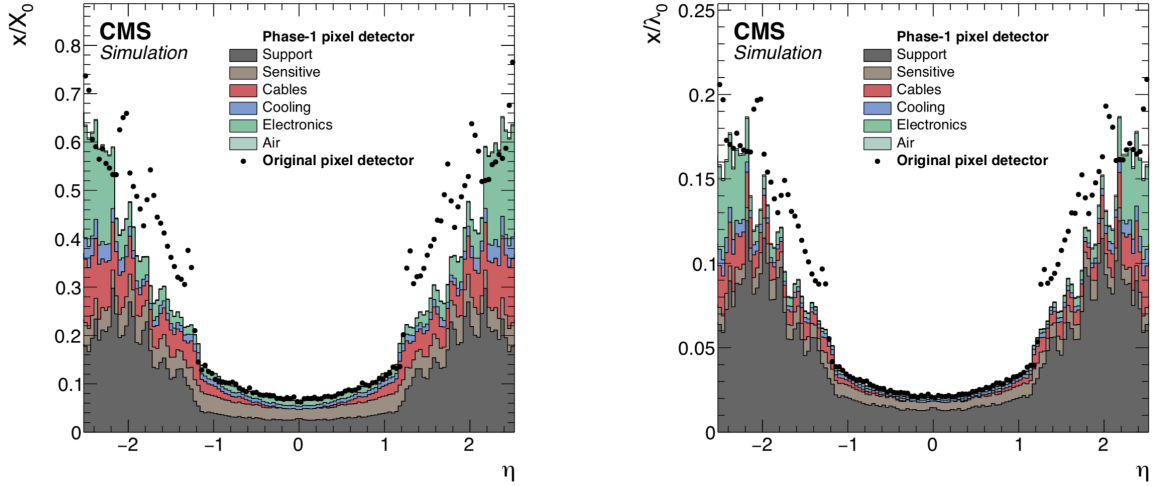 x/X0
0.8
0.7
0.6
0.5
0.4
0.3
0.2
0.1
0
CMS
Simulation
Phase-1 pixel detector
Support
Sensitive
Cables
Cooling
Electronics
Air
Original pixel detector
−2 −1 0 1 2
η
x/λ0
0.25
0.2
0.15
0.1
0.05
0
CMS
Simulation
Phase-1 pixel detector
Support
Sensitive
Cables
Cooling
Electronics
Air
Original pixel detector
−2 −1 0 1 2
η